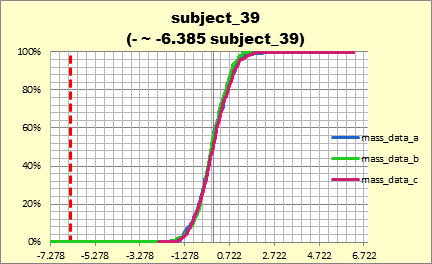 subject_39
(- ~ -6.385 subject_39)
100%
80%
60%
40%
20%
0%
mass_data_a
mass_data_b
mass_data_c
-7.278 -5.278 -3.278 -1.278 0.722 2.722 4.722 6.722